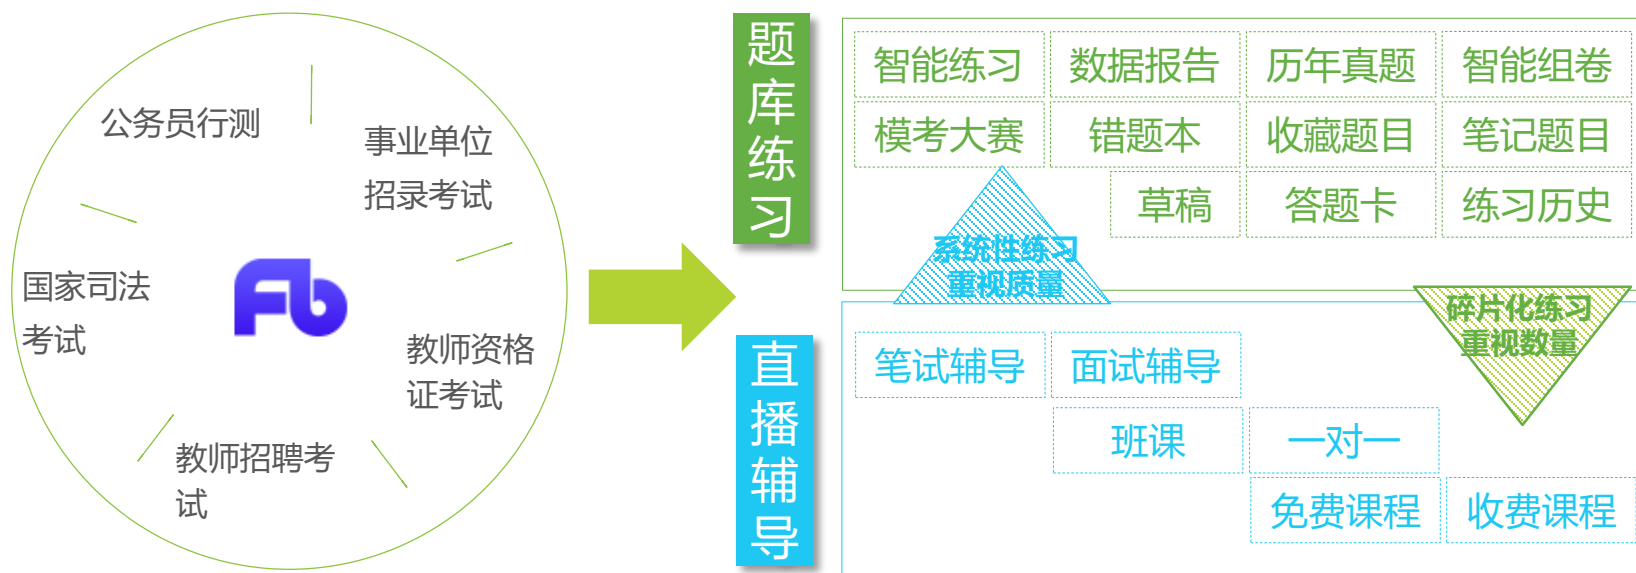 公务员行测
事业单位
招录考试
国家司法
考试
Fb
教师资格
证考试
教师招聘考
试
题库练习
智能练习
数据报告
历年真题
智能组卷
模考大赛
错题本
收藏题目
笔记题目
草稿
答题卡
练习历史
系统性练习
重视质量
碎片化练习
重视数量
直播辅导
笔试辅导
面试辅导
班课
一对一
免费课程
收费课程